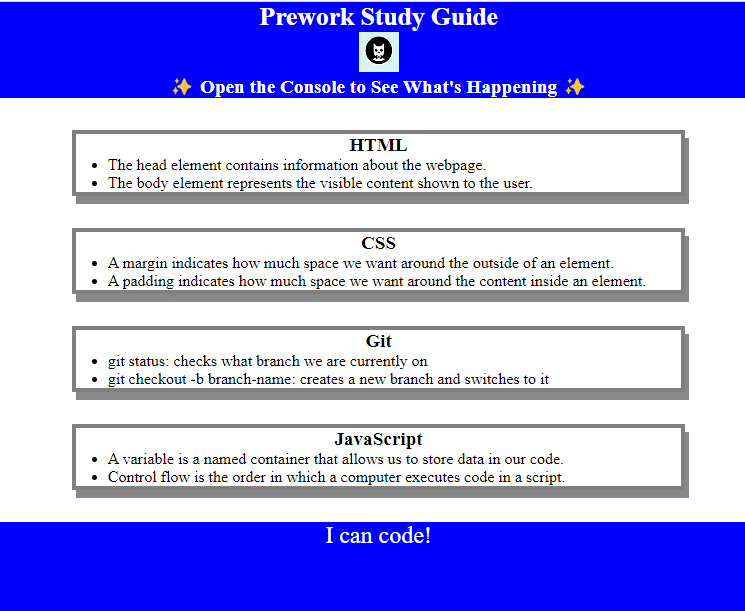 Prework Study Guide
✨ Open the Console to See What's Happening ✨
HTML
• The head element contains information about the webpage.
• The body element represents the visible content shown to the user.
CSS
• A margin indicates how much space we want around the outside of an element.
• A padding indicates how much space we want around the content inside an element.
Git
• git status: checks what branch we are currently on
• git checkout -b branch-name: creates a new branch and switches to it
JavaScript
• A variable is a named container that allows us to store data in our code.
• Control flow is the order in which a computer executes code in a script.
I can code!